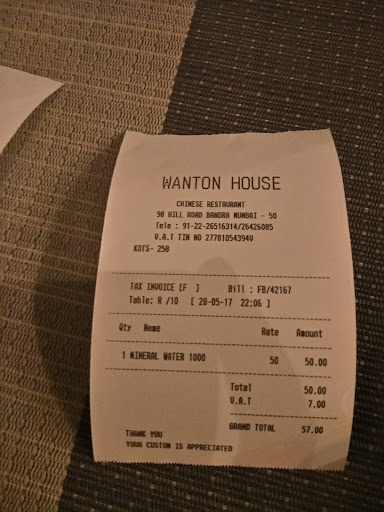 WANTON HOUSE
CHINESE RESTAURANT
98 HILL ROAD BANDRA MUMBAI - 50
Tele : 91-22-26516314/26426085
V.A.T TIN NO 27781054394V
KOTS- 258
TAX INVOICE [F ] Bill : FB/42167
Table: R /10 [ 28-05-17 22:06 ]
Qty Name Rate Amount
1 MINERAL WATER 1000 50 50.00
Total 50.00
V.A.T 7.00
GRAND TOTAL 57.00
THANK YOU
YOUR CUSTOM IS APPRECIATED